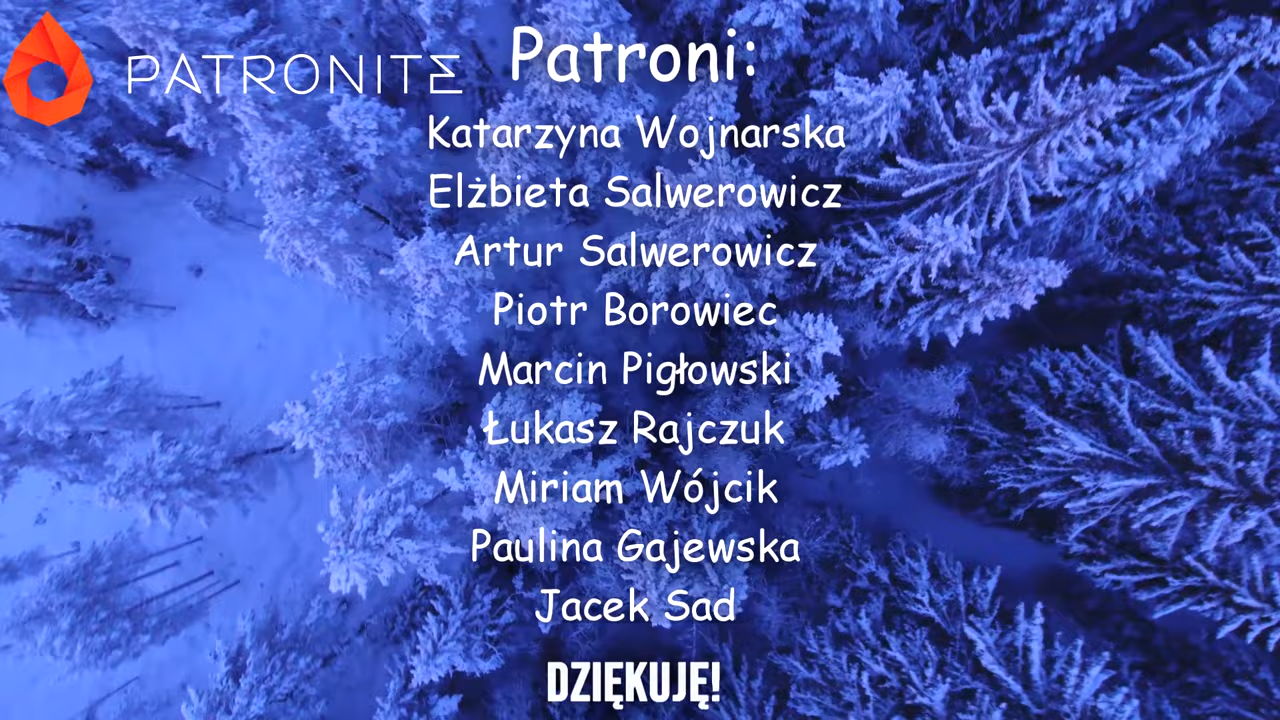 PATRONITE
Patroni:
Katarzyna Wojnarska
Elżbieta Salwerowicz
Artur Salwerowicz
Piotr Borowiec
Marcin Pigłowski
Łukasz Rajczuk
Miriam Wójcik
Paulina Gajewska
Jacek Sad
DZIĘKUJĘ!